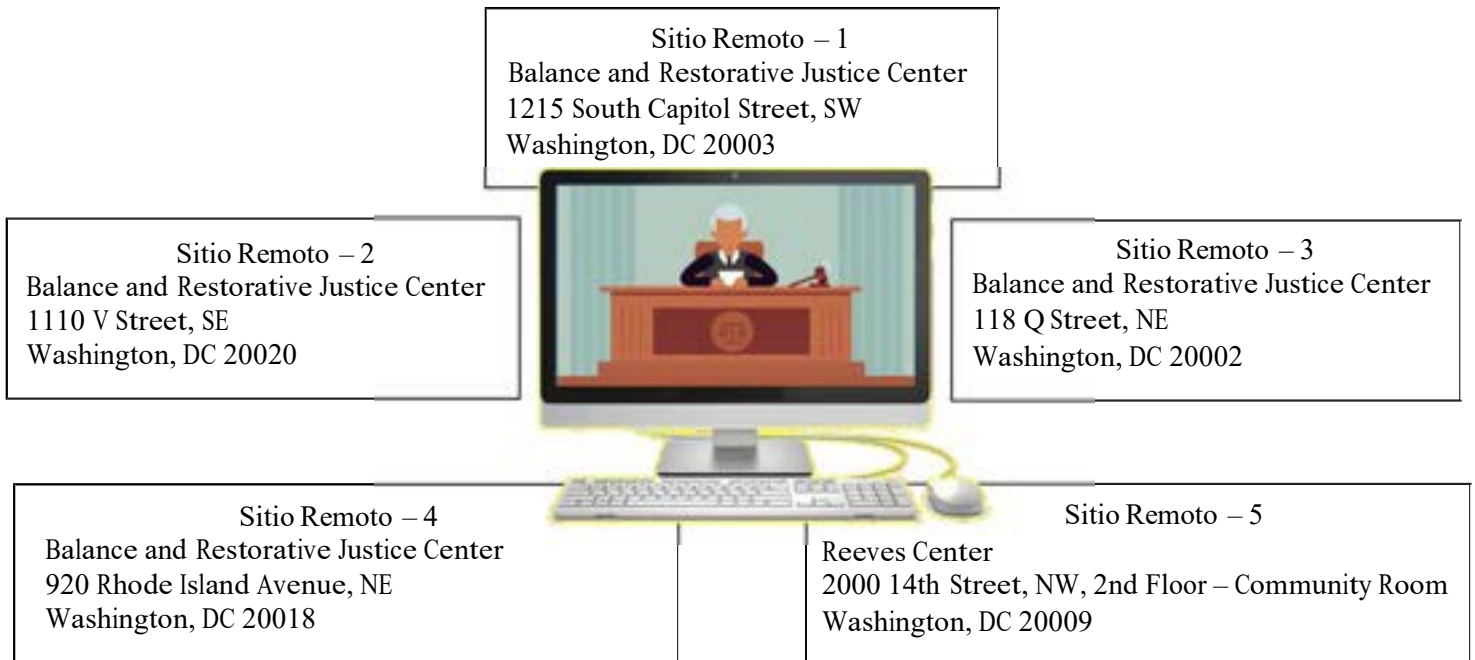 Sitio Remoto – 1
Balance and Restorative Justice Center
1215 South Capitol Street, SW
Washington, DC 20003
Sitio Remoto – 2
Balance and Restorative Justice Center
1110 V Street, SE
Washington, DC 20020
Sitio Remoto – 3
Balance and Restorative Justice Center
118 Q Street, NE
Washington, DC 20002
Sitio Remoto – 4
Balance and Restorative Justice Center
920 Rhode Island Avenue, NE
Washington, DC 20018
Sitio Remoto – 5
Reeves Center
2000 14th Street, NW, 2nd Floor – Community Room
Washington, DC 20009